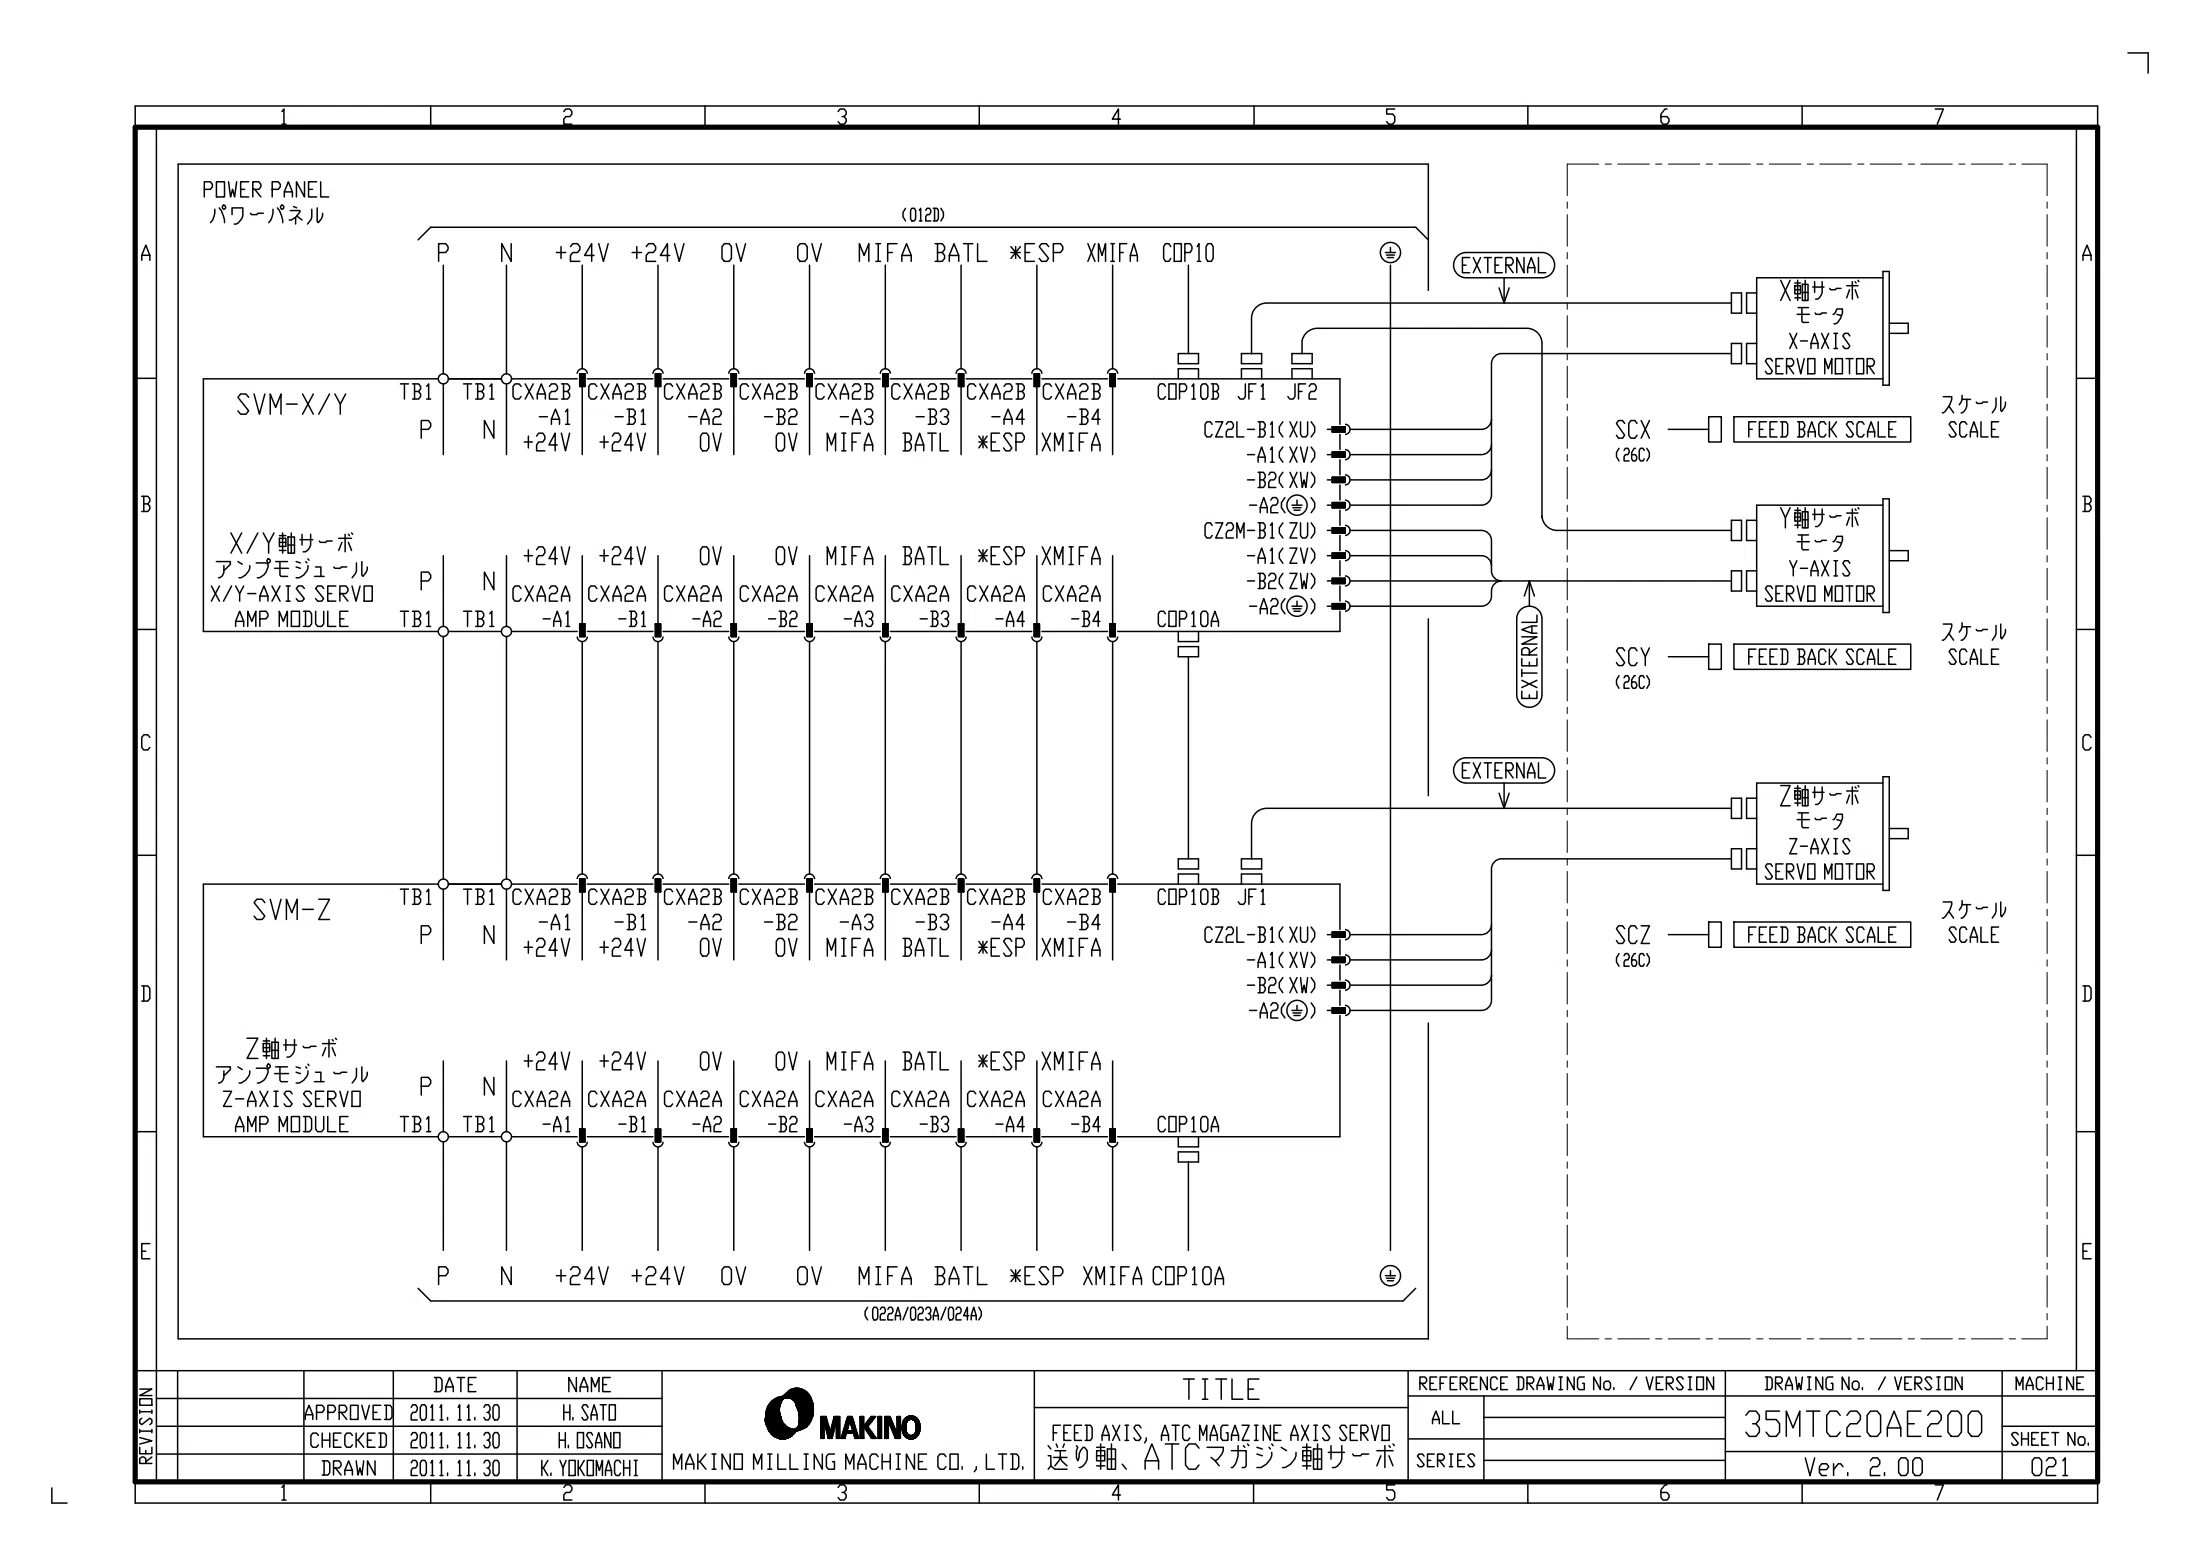 1 2 3 4 5 6 7
A A
B B
C C
D D
E E
POWER PANEL
パワーパネル
(012D)
P N +24V +24V 0V 0V MIFA BATL *ESP XMIFA COP10
EXTERNAL
X軸サーボ
モータ
X-AXIS
SERVO MOTOR
SVM-X/Y
TB1 TB1 CXA2B CXA2B CXA2B CXA2B CXA2B CXA2B CXA2B CXA2B COP10B JF1 JF2
-A1 -B1 -A2 -B2 -A3 -B3 -A4 -B4
P N +24V +24V 0V 0V MIFA BATL *ESP XMIFA
CZ2L-B1(XU)
-A1(XV)
-B2(XW)
-A2(⏚)
CZ2M-B1(ZU)
-A1(ZV)
-B2(ZW)
-A2(⏚)
SCX
(26C)
FEED BACK SCALE
スケール
SCALE
Y軸サーボ
モータ
Y-AXIS
SERVO MOTOR
X/Y軸サーボ
アンプモジュール
X/Y-AXIS SERVO
AMP MODULE
+24V +24V 0V 0V MIFA BATL *ESP XMIFA
P N
CXA2A CXA2A CXA2A CXA2A CXA2A CXA2A CXA2A CXA2A
TB1 TB1 -A1 -B1 -A2 -B2 -A3 -B3 -A4 -B4 COP10A
EXTERNAL
SCY
(26C)
FEED BACK SCALE
スケール
SCALE
EXTERNAL
Z軸サーボ
モータ
Z-AXIS
SERVO MOTOR
SVM-Z
TB1 TB1 CXA2B CXA2B CXA2B CXA2B CXA2B CXA2B CXA2B CXA2B COP10B JF1
-A1 -B1 -A2 -B2 -A3 -B3 -A4 -B4
P N +24V +24V 0V 0V MIFA BATL *ESP XMIFA
CZ2L-B1(XU)
-A1(XV)
-B2(XW)
-A2(⏚)
SCZ
(26C)
FEED BACK SCALE
スケール
SCALE
Z軸サーボ
アンプモジュール
Z-AXIS SERVO
AMP MODULE
+24V +24V 0V 0V MIFA BATL *ESP XMIFA
P N
CXA2A CXA2A CXA2A CXA2A CXA2A CXA2A CXA2A CXA2A
TB1 TB1 -A1 -B1 -A2 -B2 -A3 -B3 -A4 -B4 COP10A
P N +24V +24V 0V 0V MIFA BATL *ESP XMIFA COP10A
(022A/023A/024A)
REVISION
DATE NAME
APPROVED 2011.11.30 H.SATO
CHECKED 2011.11.30 H.OSANO
DRAWN 2011.11.30 K.YOKOMACHI
MAKINO
MAKINO MILLING MACHINE CO.,LTD.
TITLE
FEED AXIS, ATC MAGAZINE AXIS SERVO
送り軸、ATCマガジン軸サーボ
REFERENCE DRAWING No. / VERSION
ALL
SERIES
DRAWING No. / VERSION
35MTC20AE200
Ver. 2.00
MACHINE
SHEET No.
021
1 2 3 4 5 6 7